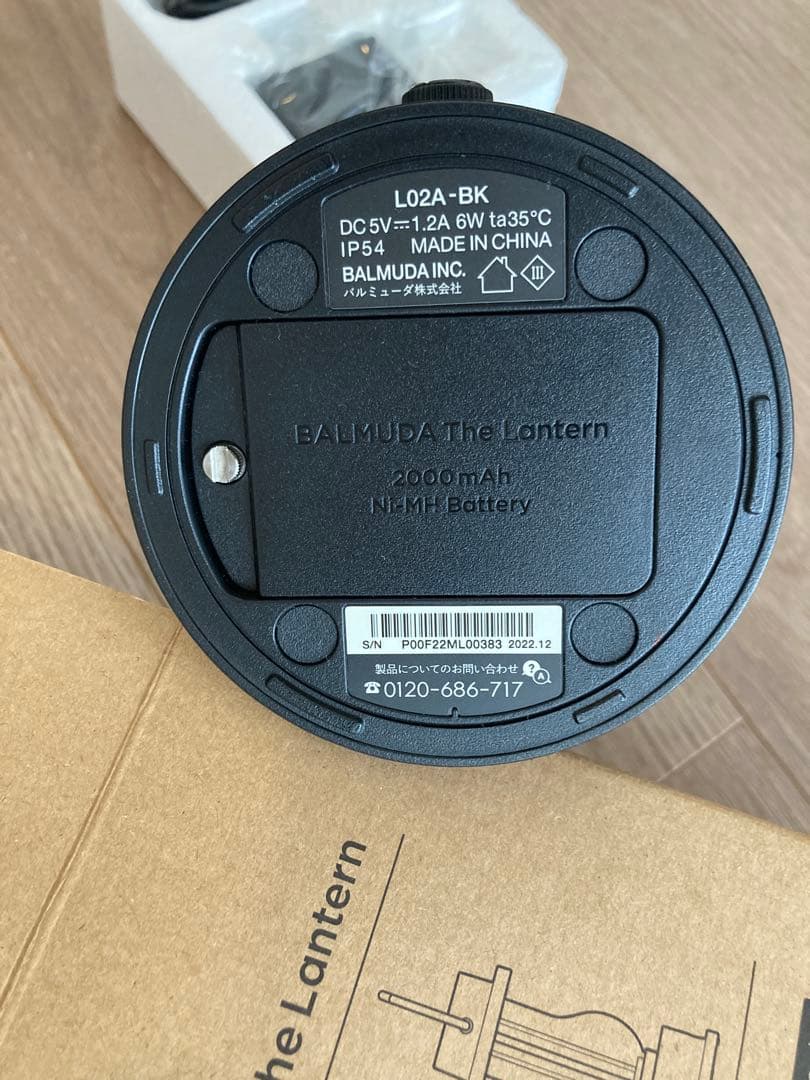 L02A-BK
DC 5V⎓1.2A 6W ta35°C
IP54 MADE IN CHINA
BALMUDA INC.
バルミューダ株式会社
III
BALMUDA The Lantern
2000mAh
Ni-MH Battery
S/N P00F22ML00383 2022.12
製品についてのお問い合わせ ? A
☎0120-686-717
he Lantern